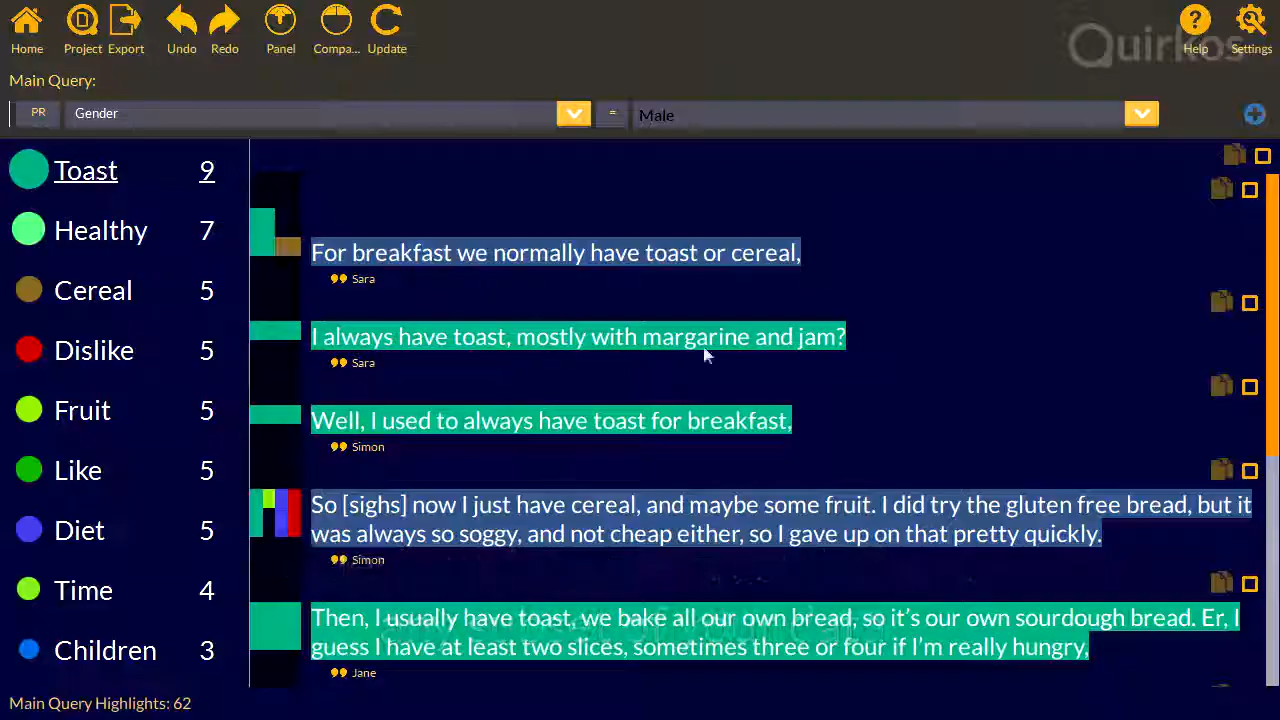 Home Project Export Undo Redo Panel Compa... Update Quirkos Help Settings
Main Query:
PR Gender = Male
Toast 9
Healthy 7
Cereal 5
Dislike 5
Fruit 5
Like 5
Diet 5
Time 4
Children 3
For breakfast we normally have toast or cereal,
Sara
I always have toast, mostly with margarine and jam?
Sara
Well, I used to always have toast for breakfast,
Simon
So [sighs] now I just have cereal, and maybe some fruit. I did try the gluten free bread, but it
was always so soggy, and not cheap either, so I gave up on that pretty quickly.
Simon
Then, I usually have toast, we bake all our own bread, so it’s our own sourdough bread. Er, I
guess I have at least two slices, sometimes three or four if I’m really hungry,
Jane
Main Query Highlights: 62